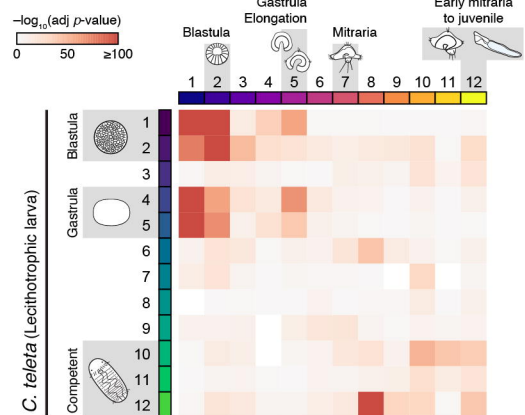 −log10(adj p-value)
0 50 ≥100
Blastula
Gastrula
Elongation
Mitraria
Early mitraria
to juvenile
1 2 3 4 5 6 7 8 9 10 11 12
C. teleta (Lecithotrophic larva)
Blastula
Gastrula
Competent
1
2
3
4
5
6
7
8
9
10
11
12